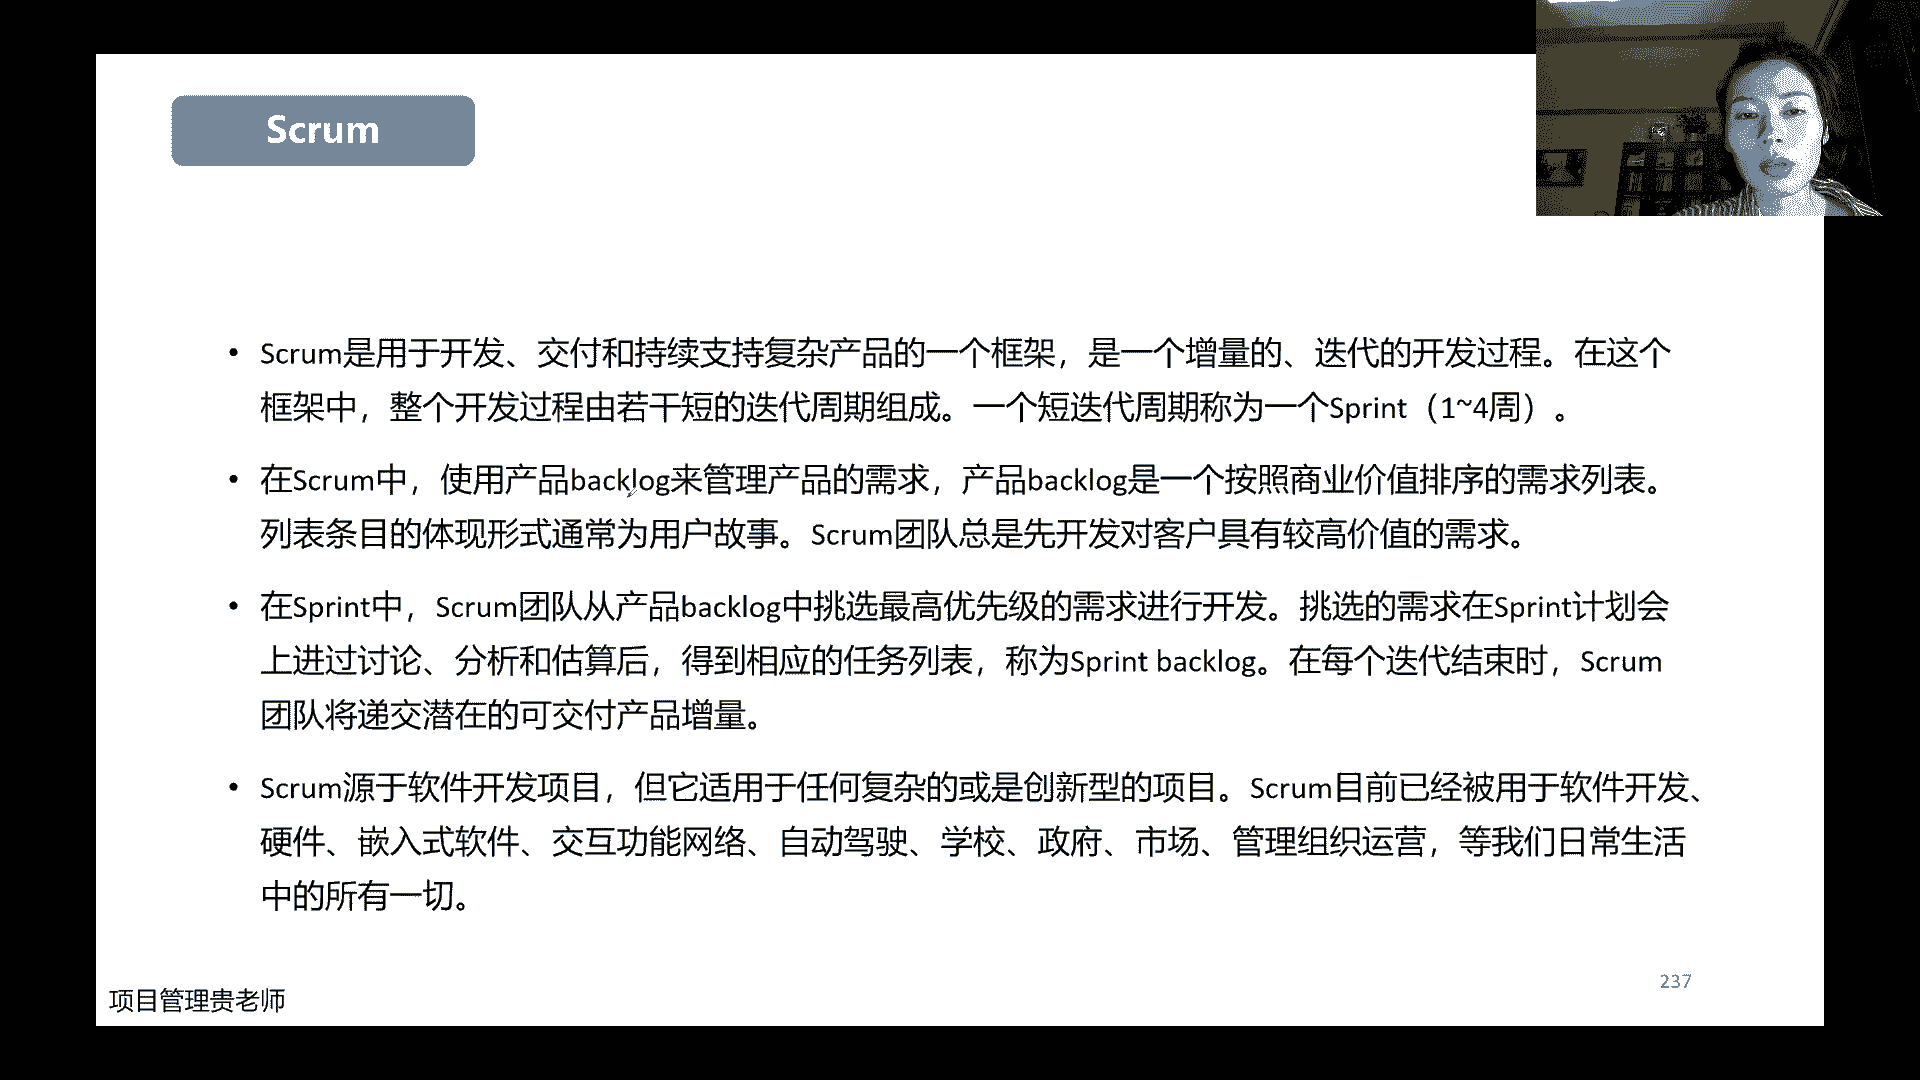 Scrum
• Scrum是用于开发、交付和持续支持复杂产品的一个框架，是一个增量的、迭代的开发过程。在这个
框架中，整个开发过程由若干短的迭代周期组成。一个短迭代周期称为一个Sprint（1~4周）。
• 在Scrum中，使用产品backlog来管理产品的需求，产品backlog是一个按照商业价值排序的需求列表。
列表条目的体现形式通常为用户故事。Scrum团队总是先开发对客户具有较高价值的需求。
• 在Sprint中，Scrum团队从产品backlog中挑选最高优先级的需求进行开发。挑选的需求在Sprint计划会
上进过讨论、分析和估算后，得到相应的任务列表，称为Sprint backlog。在每个迭代结束时，Scrum
团队将递交潜在的可交付产品增量。
• Scrum源于软件开发项目，但它适用于任何复杂的或是创新型的项目。Scrum目前已经被用于软件开发、
硬件、嵌入式软件、交互功能网络、自动驾驶、学校、政府、市场、管理组织运营，等我们日常生活
中的所有一切。
237
项目管理贵老师